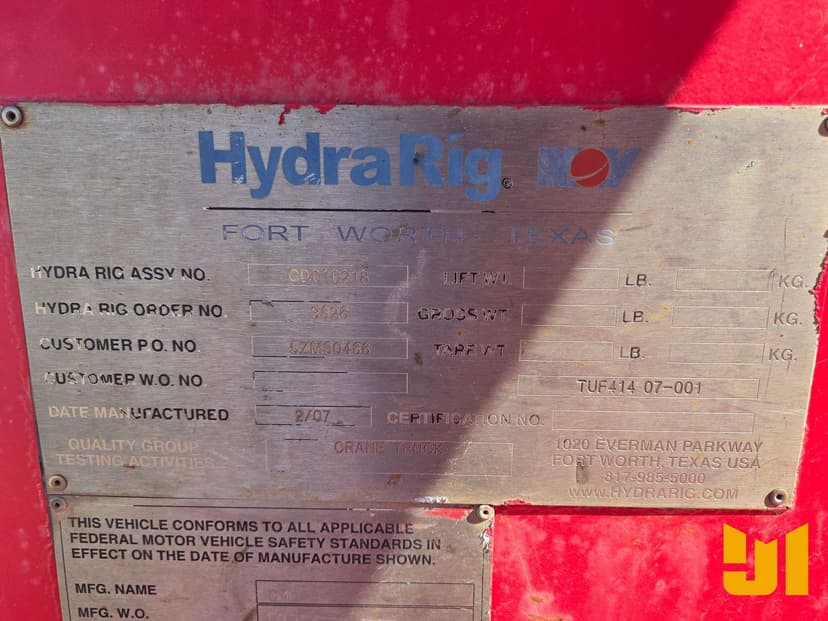 HydraRig NOV
FORT WORTH, TEXAS
HYDRA RIG ASSY NO. CD010216 LIFT WT. LB. KG.
HYDRA RIG ORDER NO. 3626 GROSS WT. LB. KG.
CUSTOMER P.O. NO. 5ZMS0466 TARE WT. LB. KG.
CUSTOMER W.O. NO TUF414 07-001
DATE MANUFACTURED 2/07 CERTIFICATION NO.
QUALITY GROUP
TESTING ACTIVITIES
CRANE TRUCK
1020 EVERMAN PARKWAY
FORT WORTH, TEXAS USA
817-985-5000
WWW.HYDRARIG.COM
THIS VEHICLE CONFORMS TO ALL APPLICABLE
FEDERAL MOTOR VEHICLE SAFETY STANDARDS IN
EFFECT ON THE DATE OF MANUFACTURE SHOWN.
MFG. NAME
MFG. W.O.